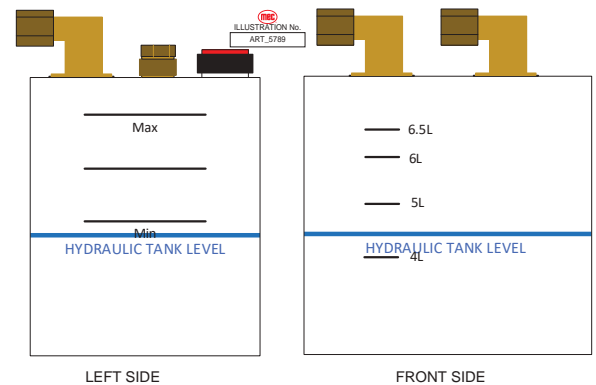 MEC
ILLUSTRATION No.
ART_5789
Max
Min
HYDRAULIC TANK LEVEL
LEFT SIDE
6.5L
6L
5L
HYDRAULIC TANK LEVEL
4L
FRONT SIDE